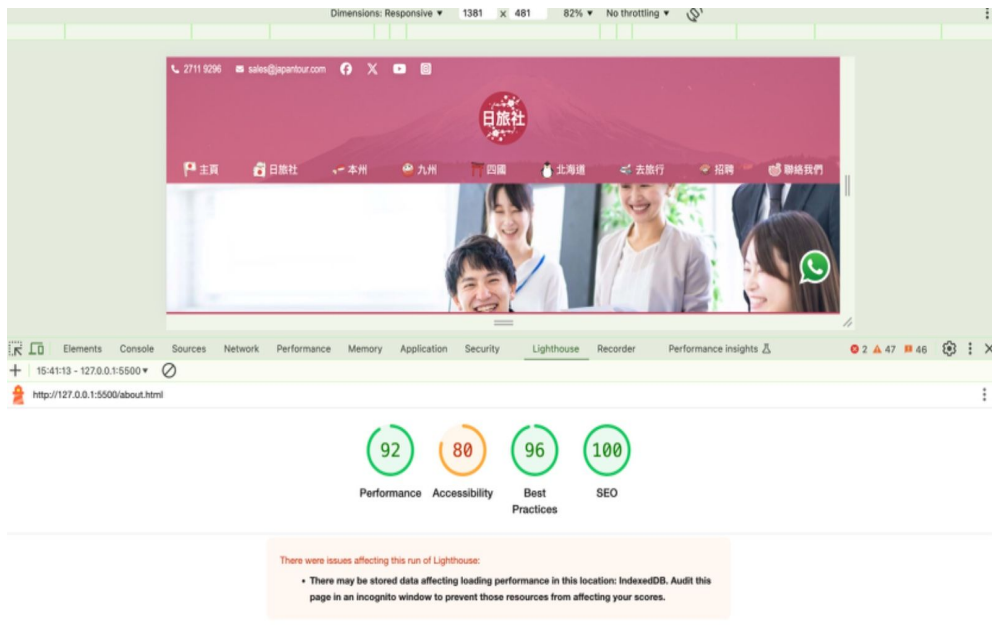 Dimensions: Responsive ▼ 1381 x 481 82% ▼ No throttling ▼
2711 9296 sales@japantour.com
日旅社
主頁 日旅社 本州 九州 四國 北海道 去旅行 招聘 聯絡我們
Elements Console Sources Network Performance Memory Application Security Lighthouse Recorder Performance insights 2 47 46
15:41:13 - 127.0.0.1:5500 ▼
http://127.0.0.1:5500/about.html
92 80 96 100
Performance Accessibility Best SEO
Practices
There were issues affecting this run of Lighthouse:
• There may be stored data affecting loading performance in this location: IndexedDB. Audit this
page in an incognito window to prevent those resources from affecting your scores.